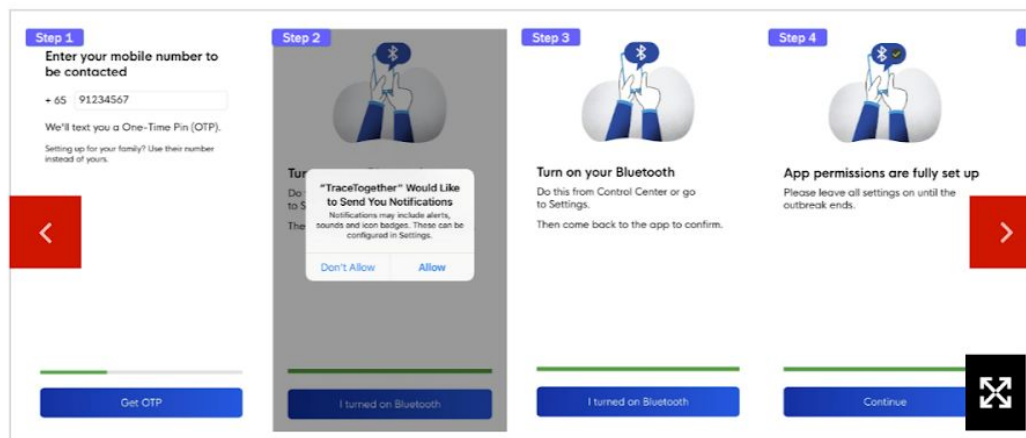 Step 1
Enter your mobile number to
be contacted
+ 65 91234567
We'll text you a One-Time Pin (OTP).
Setting up for your family? Use their number
instead of yours.
Get OTP
Step 2
Tur
Do
to S
The
"TraceTogether" Would Like
to Send You Notifications
Notifications may include alerts,
sounds and icon badges. These can be
configured in Settings.
Don't Allow Allow
I turned on Bluetooth
Step 3
Turn on your Bluetooth
Do this from Control Center or go
to Settings.
Then come back to the app to confirm.
I turned on Bluetooth
Step 4
App permissions are fully set up
Please leave all settings on until the
outbreak ends.
Continue